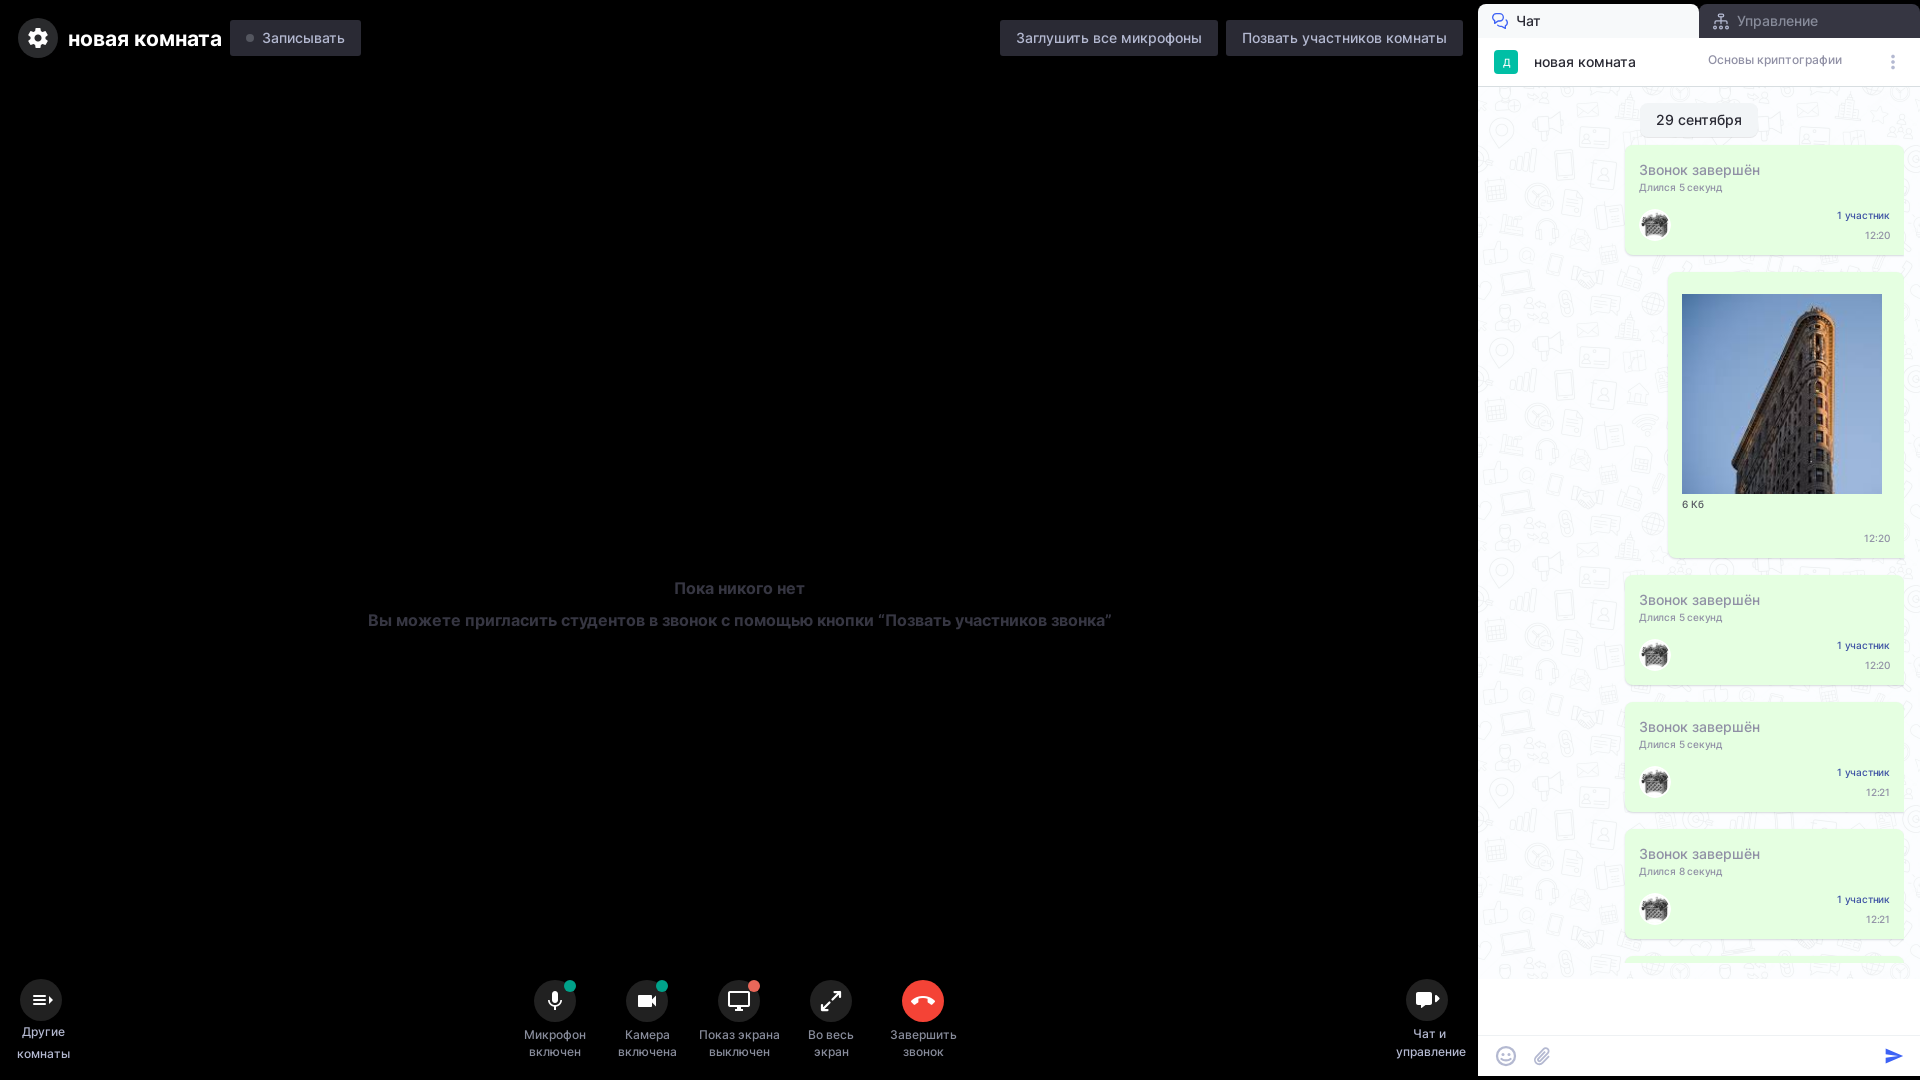 новая комната
Записывать
Заглушить все микрофоны
Позвать участников комнаты
Чат
Управление
Д
новая комната
Основы криптографии
29 сентября
Звонок завершён
Длился 5 секунд
1 участник
12:20
6 Кб
12:20
Звонок завершён
Длился 5 секунд
1 участник
12:20
Звонок завершён
Длился 5 секунд
1 участник
12:21
Звонок завершён
Длился 8 секунд
1 участник
12:21
Пока никого нет
Вы можете пригласить студентов в звонок с помощью кнопки “Позвать участников звонка”
Другие
комнаты
Микрофон
включен
Камера
включена
Показ экрана
выключен
Во весь
экран
Завершить
звонок
Чат и
управление